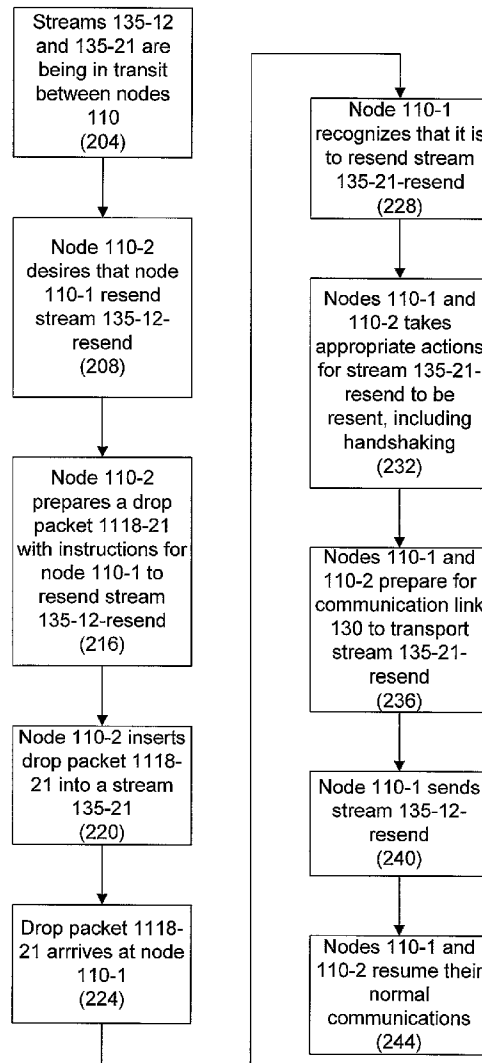 Streams 135-12
and 135-21 are
being in transit
between nodes
110
(204)
Node 110-2
desires that node
110-1 resend
stream 135-12-
resend
(208)
Node 110-2
prepares a drop
packet 1118-21
with instructions for
node 110-1 to
resend stream
135-12-resend
(216)
Node 110-2 inserts
drop packet 1118-
21 into a stream
135-21
(220)
Drop packet 1118-
21 arrrives at node
110-1
(224)
Node 110-1
recognizes that it is
to resend stream
135-21-resend
(228)
Nodes 110-1 and
110-2 takes
appropriate actions
for stream 135-21-
resend to be
resent, including
handshaking
(232)
Nodes 110-1 and
110-2 prepare for
communication link
130 to transport
stream 135-21-
resend
(236)
Node 110-1 sends
stream 135-12-
resend
(240)
Nodes 110-1 and
110-2 resume their
normal
communications
(244)